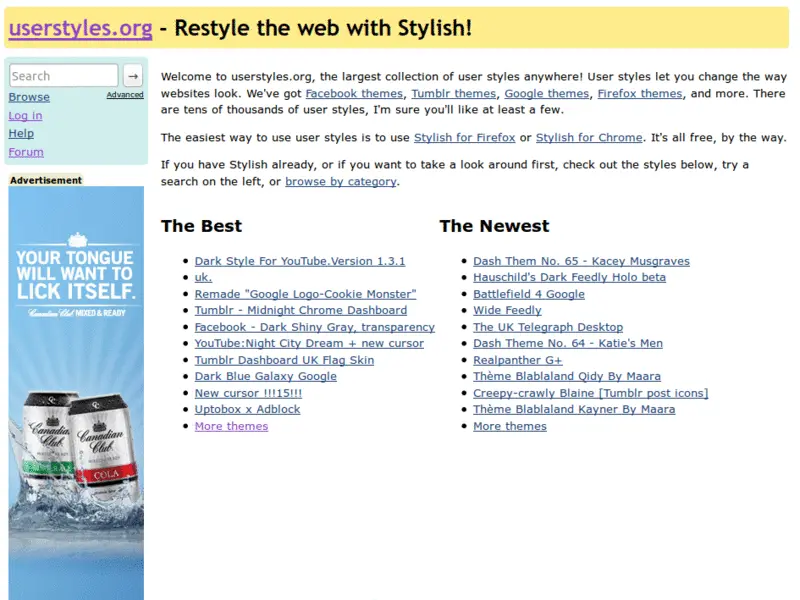 userstyles.org - Restyle the web with Stylish!
Search →
Browse Advanced
Log in
Help
Forum
Advertisement
YOUR TONGUE
WILL WANT TO
LICK ITSELF.
Canadian Club MIXED & READY
Canadian
Club
Canadian
Club
COLA
Welcome to userstyles.org, the largest collection of user styles anywhere! User styles let you change the way
websites look. We've got Facebook themes, Tumblr themes, Google themes, Firefox themes, and more. There
are tens of thousands of user styles, I'm sure you'll like at least a few.
The easiest way to use user styles is to use Stylish for Firefox or Stylish for Chrome. It's all free, by the way.
If you have Stylish already, or if you want to take a look around first, check out the styles below, try a
search on the left, or browse by category.
The Best
Dark Style For YouTube.Version 1.3.1
uk.
Remade "Google Logo-Cookie Monster"
Tumblr - Midnight Chrome Dashboard
Facebook - Dark Shiny Gray, transparency
YouTube:Night City Dream + new cursor
Tumblr Dashboard UK Flag Skin
Dark Blue Galaxy Google
New cursor !!!15!!!
Uptobox x Adblock
More themes
The Newest
Dash Them No. 65 - Kacey Musgraves
Hauschild's Dark Feedly Holo beta
Battlefield 4 Google
Wide Feedly
The UK Telegraph Desktop
Dash Theme No. 64 - Katie's Men
Realpanther G+
Thème Blablaland Qidy By Maara
Creepy-crawly Blaine [Tumblr post icons]
Thème Blablaland Kayner By Maara
More themes